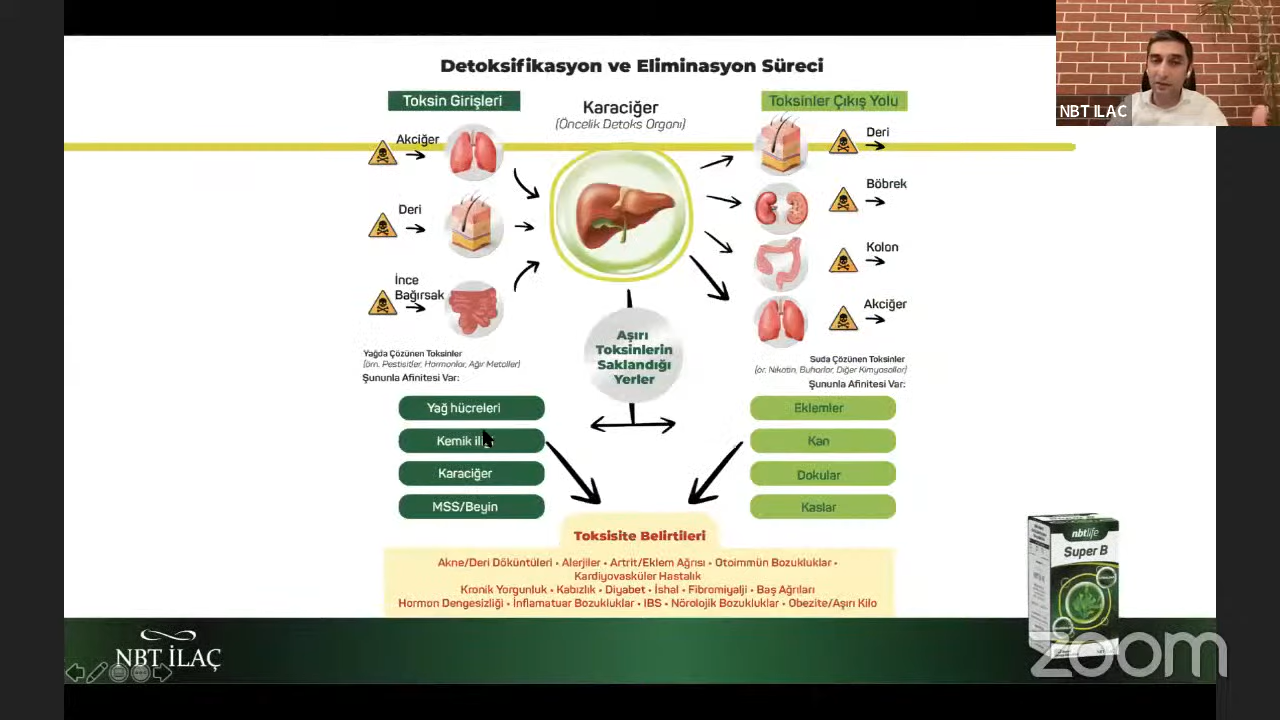 Detoksifikasyon ve Eliminasyon Süreci
Toksin Girişleri
Karaciğer
(Öncelik Detoks Organı)
Toksinler Çıkış Yolu
NBT ILAC
Akciğer
Deri
İnce
Bağırsak
Deri
Böbrek
Kolon
Akciğer
Aşırı
Toksinlerin
Saklandığı
Yerler
Yağda Çözünen Toksinler
(örn. Pestisitler, Hormonlar, Ağır Metaller)
Şununla Afinitesi Var:
Yağ hücreleri
Kemik
Karaciğer
MSS/Beyin
Suda Çözünen Toksinler
(ör. Nikotin, Buharlar, Diğer Kimyasallar)
Şununla Afinitesi Var:
Eklemler
Kan
Dokular
Kaslar
Toksisite Belirtileri
Akne/Deri Döküntüleri • Alerjiler • Artrit/Eklem Ağrısı • Otoimmün Bozukluklar •
Kardiyovasküler Hastalık
Kronik Yorgunluk • Kabızlık • Diyabet • İshal • Fibromiyalji • Baş Ağrıları
Hormon Dengesizliği • İnflamatuar Bozukluklar • IBS • Nörolojik Bozukluklar • Obezite/Aşırı Kilo
nbtlife
Super B
NBT İLAÇ
zoom